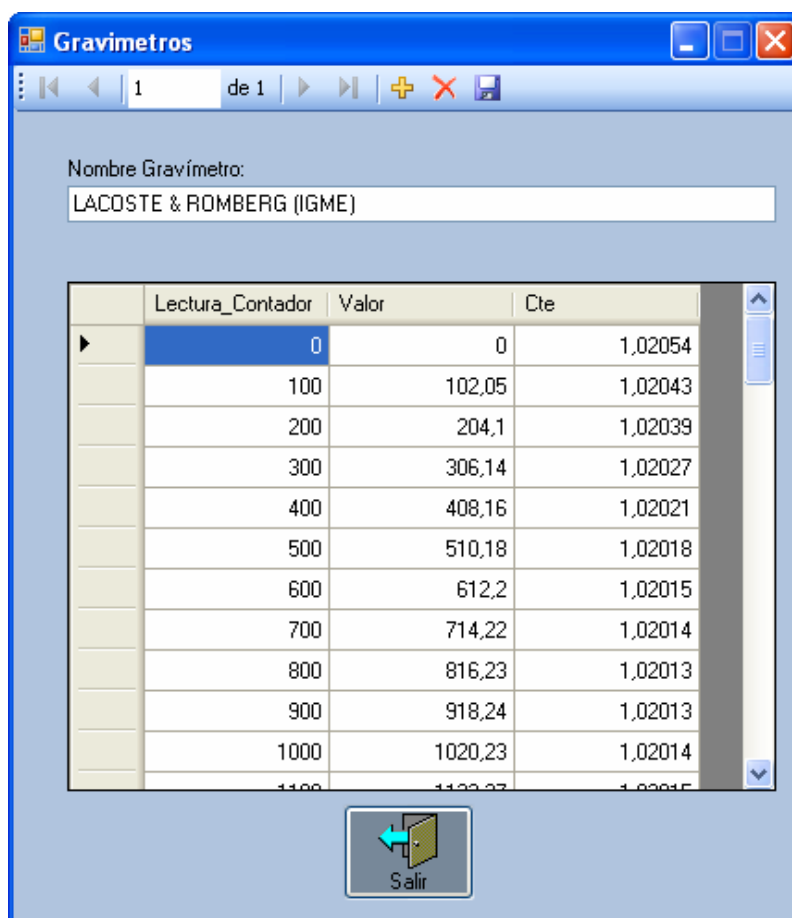 Gravimetros
1 de 1
Nombre Gravímetro:
LACOSTE & ROMBERG (IGME)
Lectura_Contador Valor Cte
0 0 1,02054
100 102,05 1,02043
200 204,1 1,02039
300 306,14 1,02027
400 408,16 1,02021
500 510,18 1,02018
600 612,2 1,02015
700 714,22 1,02014
800 816,23 1,02013
900 918,24 1,02013
1000 1020,23 1,02014
Salir